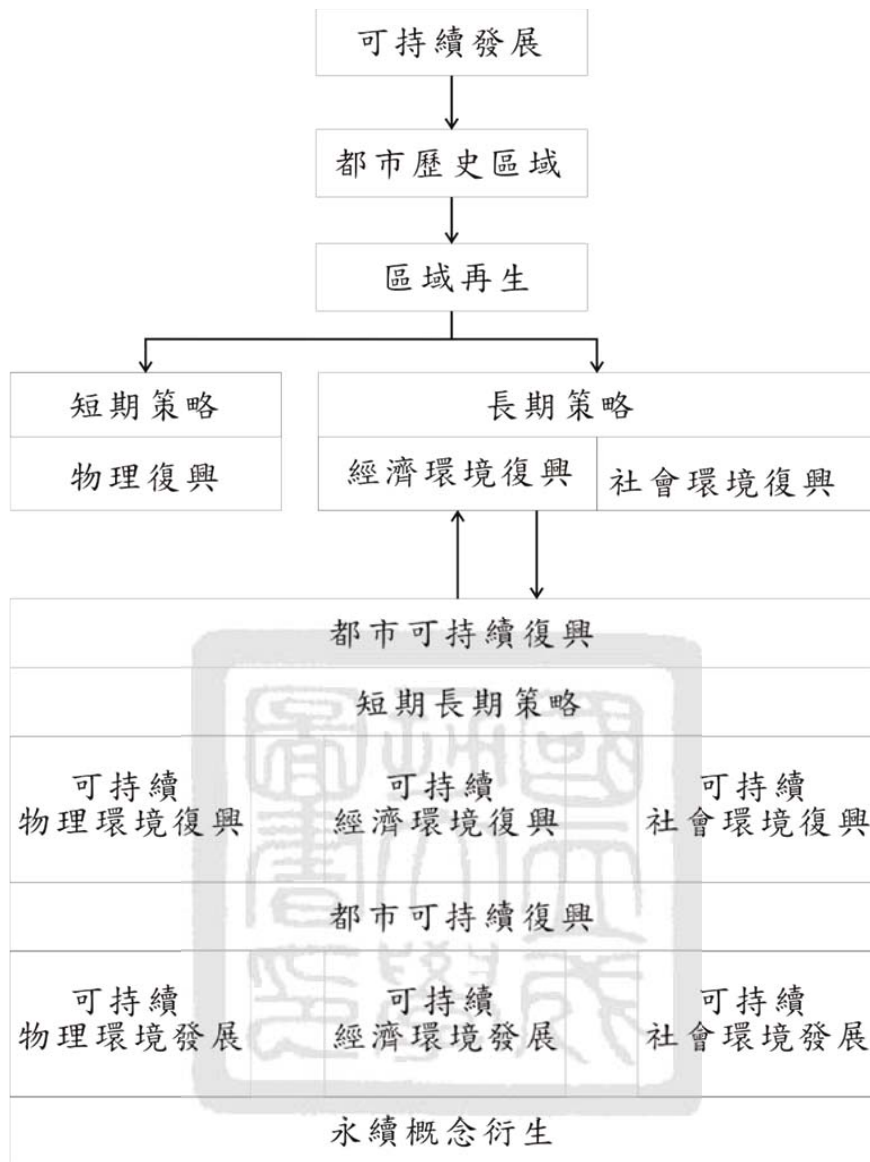 可持續發展
都市歷史區域
區域再生
短期策略
長期策略
物理復興
經濟環境復興
社會環境復興
都市可持續復興
短期長期策略
可持續
物理環境復興
可持續
經濟環境復興
可持續
社會環境復興
都市可持續復興
可持續
物理環境發展
可持續
經濟環境發展
可持續
社會環境發展
永續概念衍生